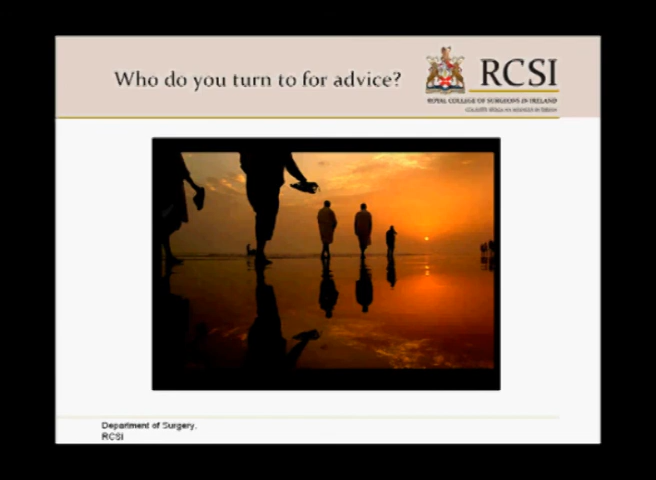 Who do you turn to for advice?
RCSI
ROYAL COLLEGE OF SURGEONS IN IRELAND
Department of Surgery,
RCSI